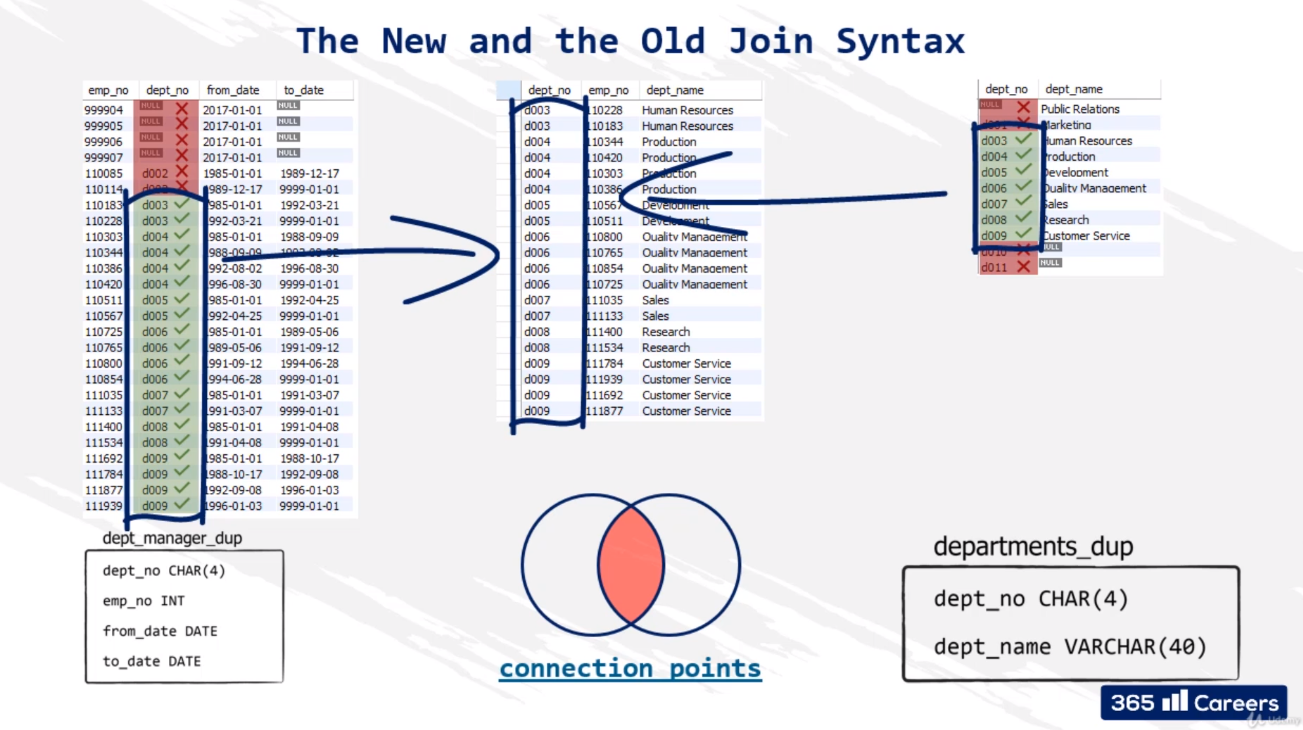 The New and the Old Join Syntax
emp_no dept_no from_date to_date
999904 NULL 2017-01-01 NULL
999905 NULL 2017-01-01 NULL
999906 NULL 2017-01-01 NULL
999907 NULL 2017-01-01 NULL
110085 d002 1985-01-01 1989-12-17
110114 1989-12-17 9999-01-01
110183 d003 1985-01-01 1992-03-21
110228 d003 1992-03-21 9999-01-01
110303 d004 1985-01-01 1988-09-09
110344 d004 1988-09-09
110386 d004 1992-08-02 1996-08-30
110420 d004 1996-08-30 9999-01-01
110511 d005 1985-01-01 1992-04-25
110567 d005 1992-04-25 9999-01-01
110725 d006 1985-01-01 1989-05-06
110765 d006 1989-05-06 1991-09-12
110800 d006 1991-09-12 1994-06-28
110854 d006 1994-06-28 9999-01-01
111035 d007 1985-01-01 1991-03-07
111133 d007 1991-03-07 9999-01-01
111400 d008 1985-01-01 1991-04-08
111534 d008 1991-04-08 9999-01-01
111692 d009 1985-01-01 1988-10-17
111784 d009 1988-10-17 1992-09-08
111877 d009 1992-09-08 1996-01-03
111939 d009 1996-01-03 9999-01-01
dept_manager_dup
dept_no CHAR(4)
emp_no INT
from_date DATE
to_date DATE
dept_no emp_no dept_name
d003 110228 Human Resources
d003 110183 Human Resources
d004 110344 Production
d004 110420 Production
d004 110303 Production
d004 110386 Production
d005 110567 Development
d005 110511 Development
d006 110800 Quality Management
d006 110765 Quality Management
d006 110854 Quality Management
d006 110725 Quality Management
d007 111035 Sales
d007 111133 Sales
d008 111400 Research
d008 111534 Research
d009 111784 Customer Service
d009 111939 Customer Service
d009 111692 Customer Service
d009 111877 Customer Service
connection points
dept_no dept_name
NULL Public Relations
Marketing
d003 Human Resources
d004 Production
d005 Development
d006 Quality Management
d007 Sales
d008 Research
d009 Customer Service
d010 NULL
d011 NULL
departments_dup
dept_no CHAR(4)
dept_name VARCHAR(40)
365 Careers
Udemy